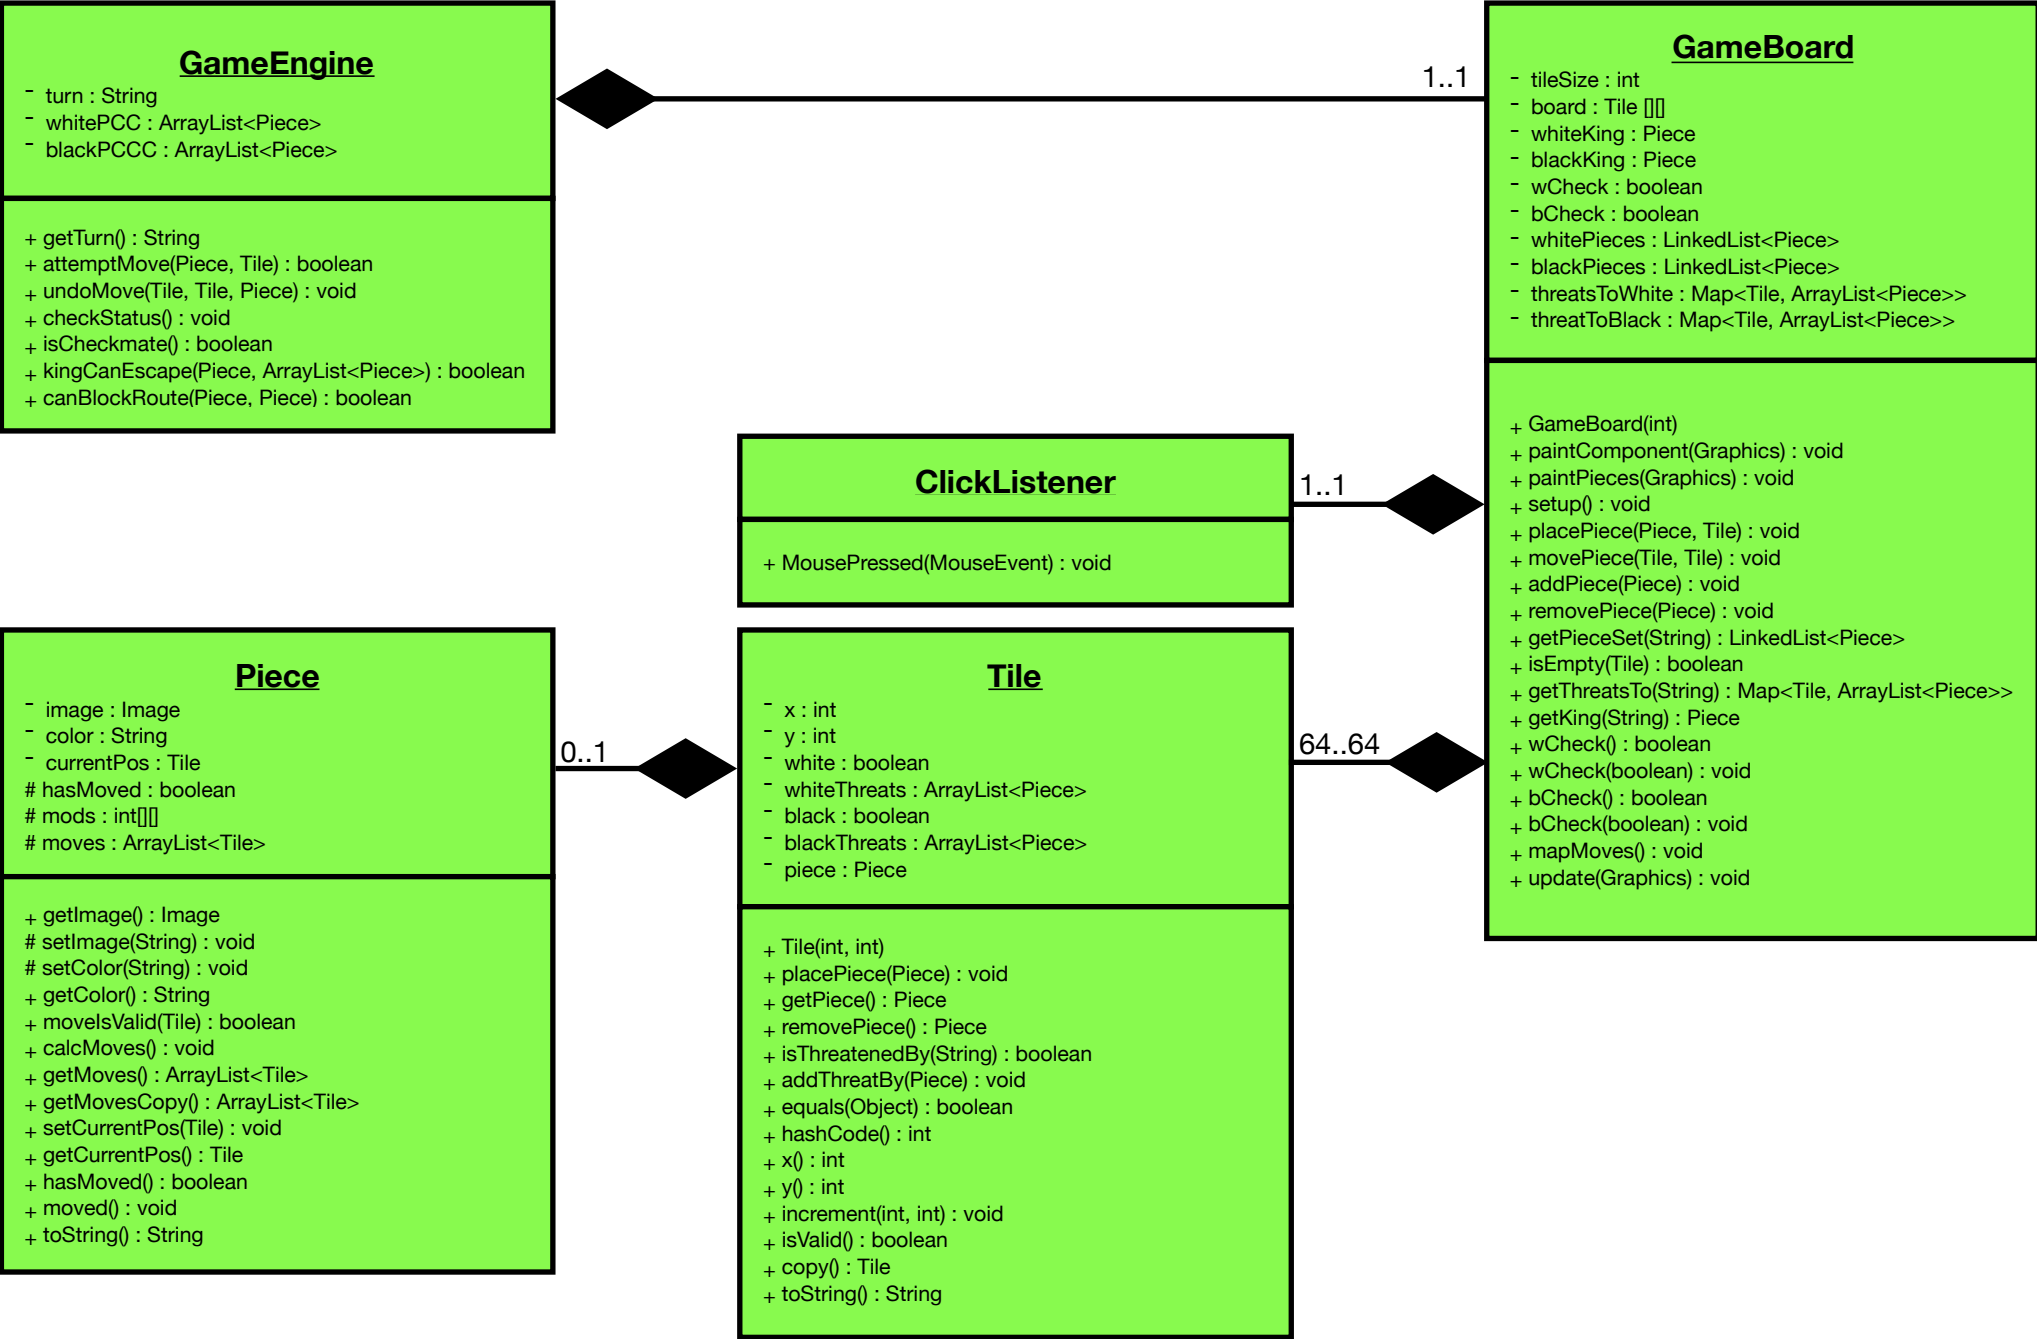 GameEngine
- turn : String
- whitePCC : ArrayList<Piece>
- blackPCCC : ArrayList<Piece>
+ getTurn() : String
+ attemptMove(Piece, Tile) : boolean
+ undoMove(Tile, Tile, Piece) : void
+ checkStatus() : void
+ isCheckmate() : boolean
+ kingCanEscape(Piece, ArrayList<Piece>) : boolean
+ canBlockRoute(Piece, Piece) : boolean
1..1
GameBoard
- tileSize : int
- board : Tile [][]
- whiteKing : Piece
- blackKing : Piece
- wCheck : boolean
- bCheck : boolean
- whitePieces : LinkedList<Piece>
- blackPieces : LinkedList<Piece>
- threatsToWhite : Map<Tile, ArrayList<Piece>>
- threatToBlack : Map<Tile, ArrayList<Piece>>
+ GameBoard(int)
+ paintComponent(Graphics) : void
+ paintPieces(Graphics) : void
+ setup() : void
+ placePiece(Piece, Tile) : void
+ movePiece(Tile, Tile) : void
+ addPiece(Piece) : void
+ removePiece(Piece) : void
+ getPieceSet(String) : LinkedList<Piece>
+ isEmpty(Tile) : boolean
+ getThreatsTo(String) : Map<Tile, ArrayList<Piece>>
+ getKing(String) : Piece
+ wCheck() : boolean
+ wCheck(boolean) : void
+ bCheck() : boolean
+ bCheck(boolean) : void
+ mapMoves() : void
+ update(Graphics) : void
ClickListener
+ MousePressed(MouseEvent) : void
1..1
Piece
- image : Image
- color : String
- currentPos : Tile
# hasMoved : boolean
# mods : int[][]
# moves : ArrayList<Tile>
+ getImage() : Image
# setImage(String) : void
# setColor(String) : void
+ getColor() : String
+ moveIsValid(Tile) : boolean
+ calcMoves() : void
+ getMoves() : ArrayList<Tile>
+ getMovesCopy() : ArrayList<Tile>
+ setCurrentPos(Tile) : void
+ getCurrentPos() : Tile
+ hasMoved() : boolean
+ moved() : void
+ toString() : String
0..1
Tile
- x : int
- y : int
- white : boolean
- whiteThreats : ArrayList<Piece>
- black : boolean
- blackThreats : ArrayList<Piece>
- piece : Piece
+ Tile(int, int)
+ placePiece(Piece) : void
+ getPiece() : Piece
+ removePiece() : Piece
+ isThreatenedBy(String) : boolean
+ addThreatBy(Piece) : void
+ equals(Object) : boolean
+ hashCode() : int
+ x() : int
+ y() : int
+ increment(int, int) : void
+ isValid() : boolean
+ copy() : Tile
+ toString() : String
64..64